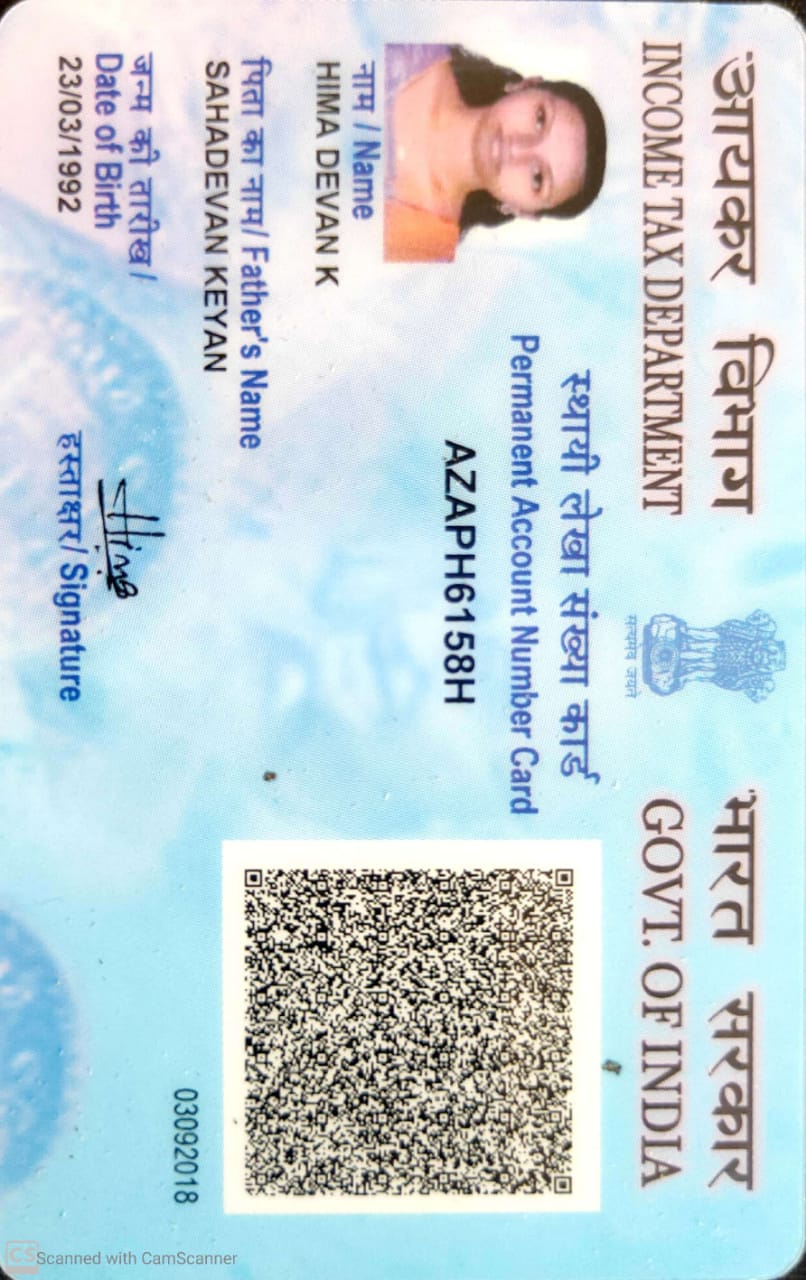 आयकर विभाग
INCOME TAX DEPARTMENT
सत्यमेव जयते
भारत सरकार
GOVT. OF INDIA
स्थायी लेखा संख्या कार्ड
Permanent Account Number Card
AZAPH6158H
नाम / Name
HIMA DEVAN K
पिता का नाम / Father's Name
SAHADEVAN KEYAN
जन्म की तारीख /
Date of Birth
23/03/1992
Hima
हस्ताक्षर / Signature
03092018
CS Scanned with CamScanner